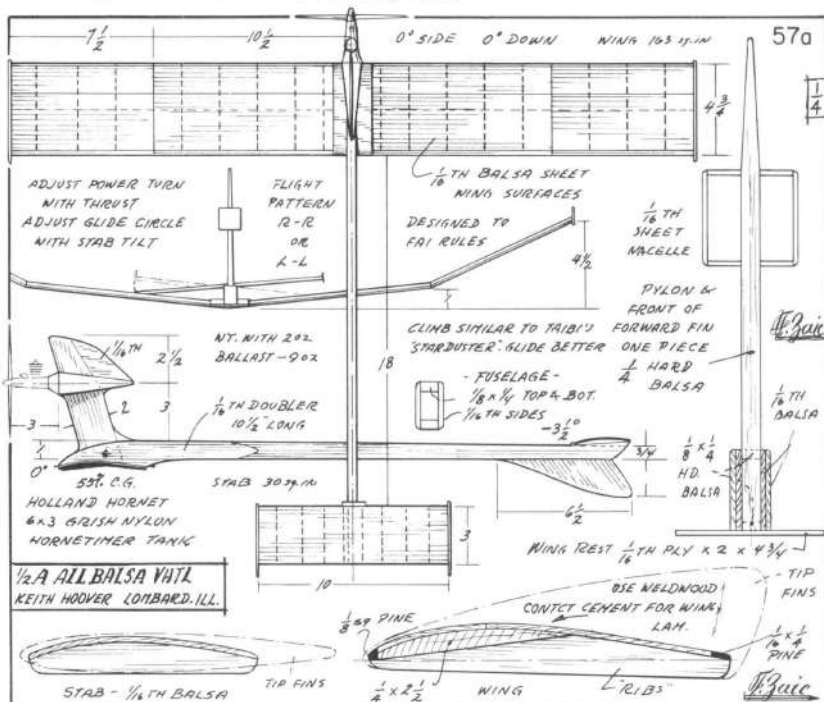 7 1/2
10 1/2
0° SIDE 0° DOWN WING 163 sq.in
57a
1/4
4 3/4
1/16 TH BALSA SHEET
WING SURFACES
ADJUST POWER TURN
WITH THRUST
ADJUST GLIDE CIRCLE
WITH STAB TILT
FLIGHT
PATTERN
R-R
OR
L-L
DESIGNED TO
FAI RULES
4 1/2
1/16 TH
SHEET
NACELLE
PYLON &
FRONT OF
FORWARD FIN
ONE PIECE
1/4 HARD
BALSA
F. Zaic
1/16 TH
2 1/2
WT. WITH 2 OZ
BALLAST - 9 OZ
CLIMB SIMILAR TO TAIBI'S
"STARDUSTER". GLIDE BETTER
18
3
2
3
1/16 TH DOUBLER
10 1/2" LONG
- FUSELAGE -
1/8 x 1/4 TOP & BOT.
1/16 TH SIDES
-3 1/2°
3/4
1/16 TH
BALSA
1/8 x 1/4
HD.
BALSA
0°
55% C.G.
STAB 30 sq.in
6 1/2
HOLLAND HORNET
6 x 3 GRISH NYLON
HORNETIMER TANK
3
10
WING REST 1/16 TH PLY x 2 x 4 3/4
1/2 A ALL BALSA VHTL
KEITH HOOVER LOMBARD. ILL.
1/8 sq PINE
USE WELDWOOD
CONTCT CEMENT FOR WING
LAM.
TIP
FINS
1/16 x 1/4
PINE
STAB - 1/16 TH BALSA
TIP FINS
1/4 x 2 1/2
WING
"RIBS"
F. Zaic